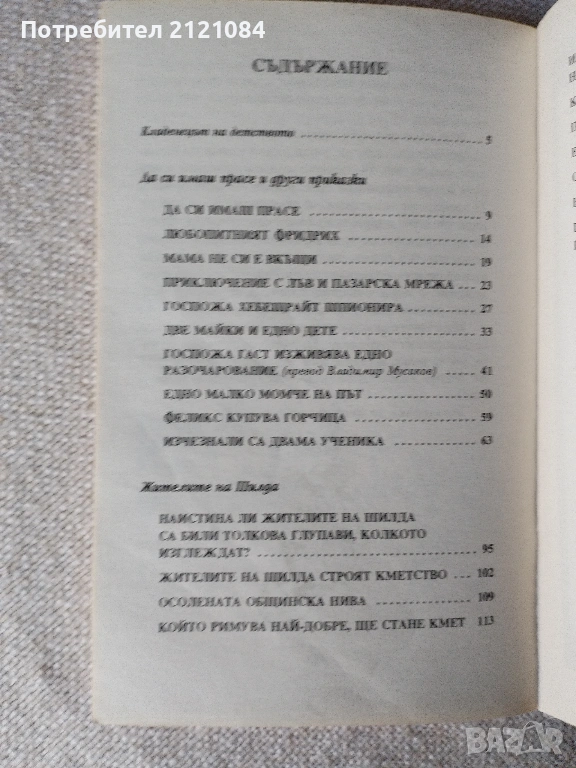 Потребител 2121084
СЪДЪРЖАНИЕ
Кладенецът на детството 5
Да си имаш прасе и други приказки
ДА СИ ИМАШ ПРАСЕ 9
ЛЮБОПИТНИЯТ ФРИДРИХ 14
МАМА НЕ СИ Е ВКЪЩИ 19
ПРИКЛЮЧЕНИЕ С ЛЪВ И ПАЗАРСКА МРЕЖА 23
ГОСПОЖА ХЕБЕЩРАЙТ ШПИОНИРА 27
ДВЕ МАЙКИ И ЕДНО ДЕТЕ 33
ГОСПОЖА ГАСТ ИЗЖИВЯВА ЕДНО
РАЗОЧАРОВАНИЕ (превод Владимир Мусаков) 41
ЕДНО МАЛКО МОМЧЕ НА ПЪТ 50
ФЕЛИКС КУПУВА ГОРЧИЦА 59
ИЗЧЕЗНАЛИ СА ДВАМА УЧЕНИКА 63
Жителите на Шилда
НАИСТИНА ЛИ ЖИТЕЛИТЕ НА ШИЛДА
СА БИЛИ ТОЛКОВА ГЛУПАВИ, КОЛКОТО
ИЗГЛЕЖДАТ? 95
ЖИТЕЛИТЕ НА ШИЛДА СТРОЯТ КМЕТСТВО 102
ОСОЛЕНАТА ОБЩИНСКА НИВА 109
КОЙТО РИМУВА НАЙ-ДОБРЕ, ЩЕ СТАНЕ КМЕТ 113
BAZAR